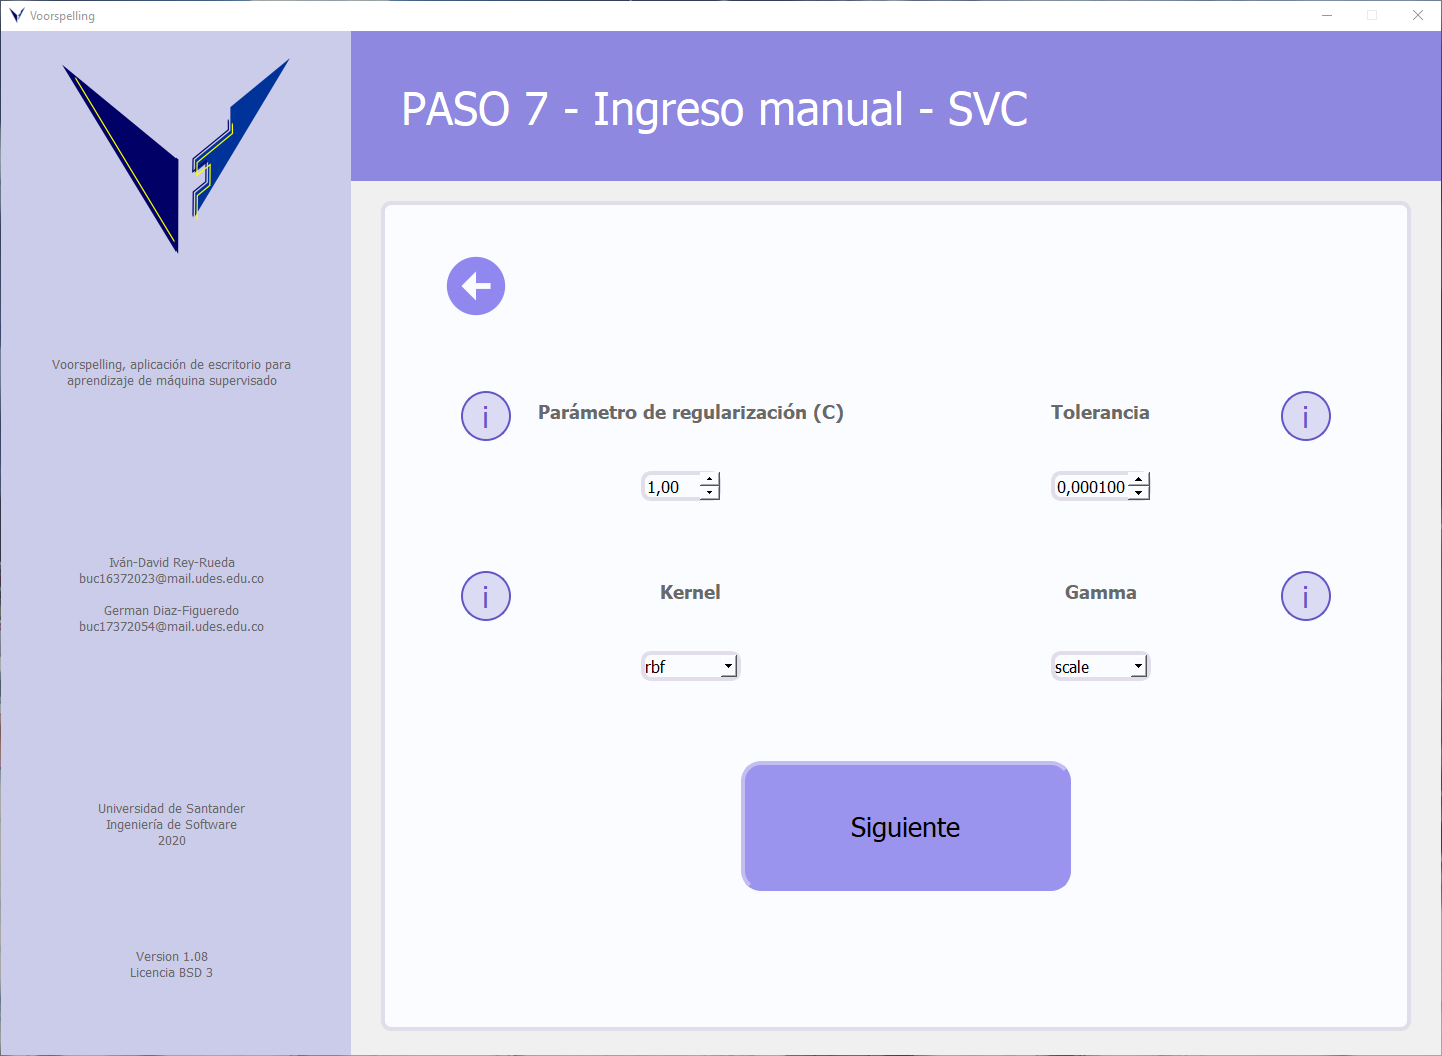 Voorspelling
PASO 7 - Ingreso manual - SVC
Voorspelling, aplicación de escritorio para
aprendizaje de máquina supervisado
Iván-David Rey-Rueda
buc16372023@mail.udes.edu.co
German Diaz-Figueredo
buc17372054@mail.udes.edu.co
Universidad de Santander
Ingeniería de Software
2020
Version 1.08
Licencia BSD 3
i Parámetro de regularización (C) Tolerancia i
1,00 0,000100
i Kernel Gamma i
rbf scale
Siguiente